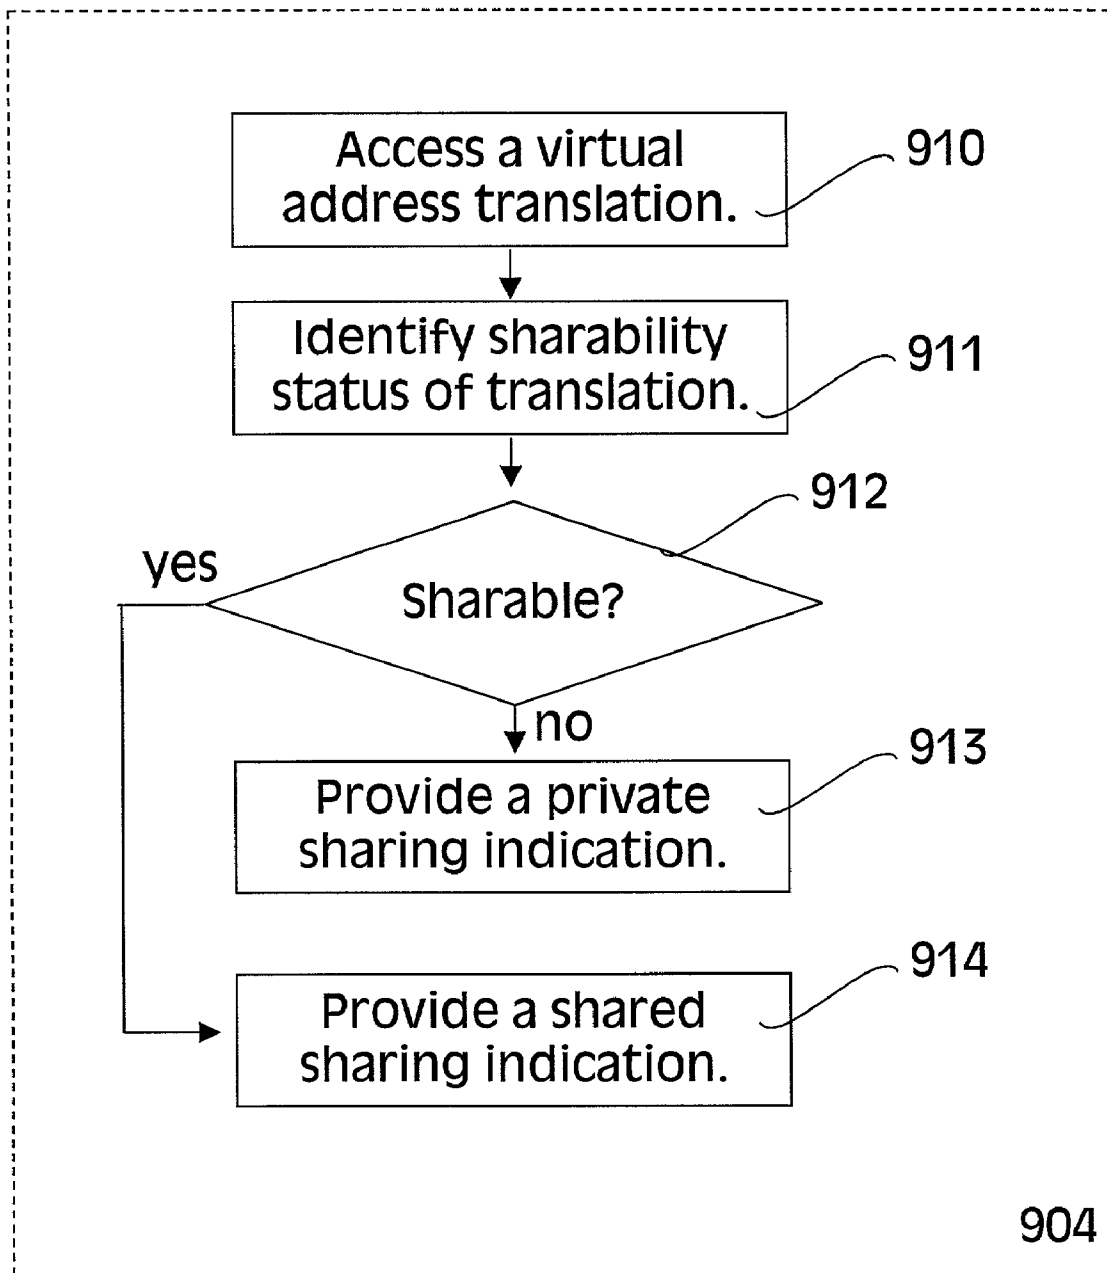 Access a virtual
address translation.
910
Identify sharability
status of translation.
911
912
yes
Sharable?
no
913
Provide a private
sharing indication.
914
Provide a shared
sharing indication.
904